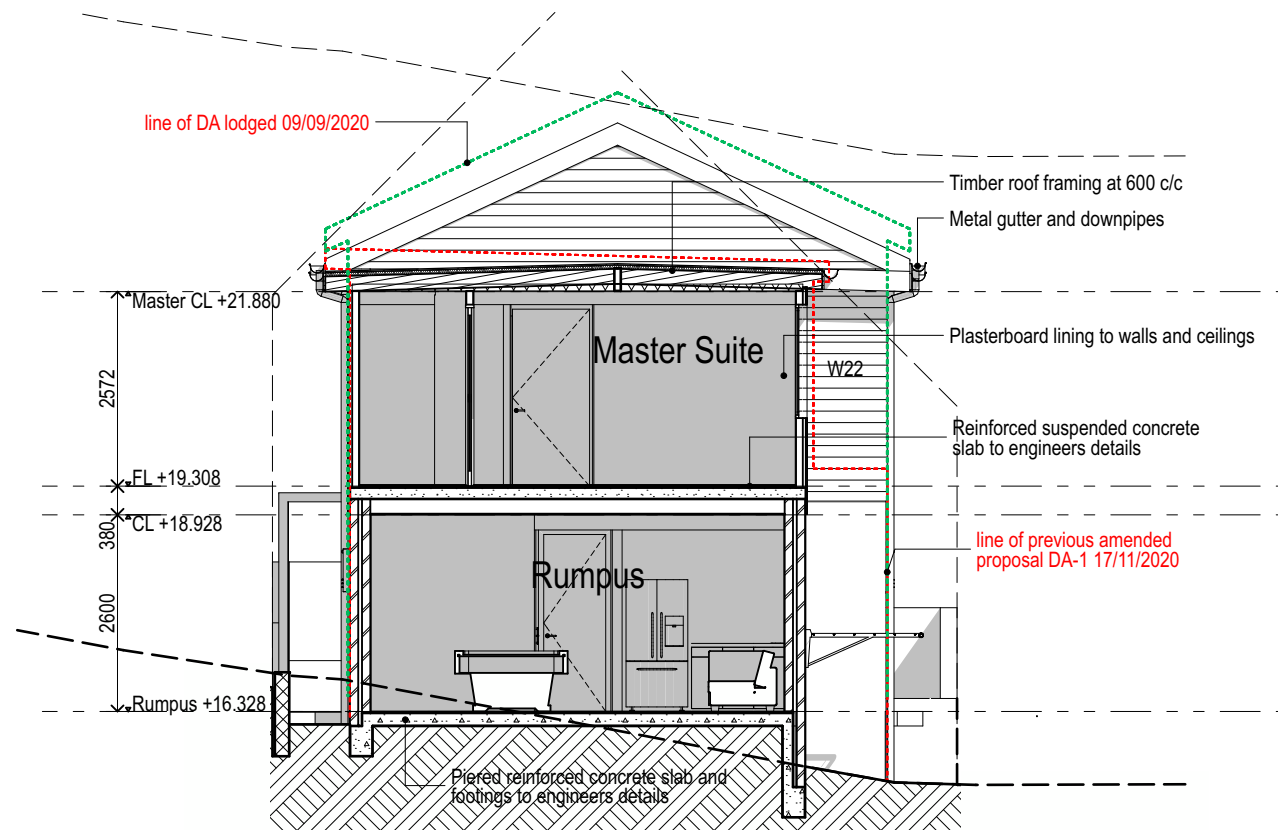 line of DA lodged 09/09/2020
Timber roof framing at 600 c/c
Metal gutter and downpipes
Master CL +21.880
Plasterboard lining to walls and ceilings
Master Suite
W22
2572
Reinforced suspended concrete
slab to engineers details
FL +19.308
CL +18.928
380
line of previous amended
proposal DA-1 17/11/2020
Rumpus
2600
Rumpus +16.328
Piered reinforced concrete slab and
footings to engineers details